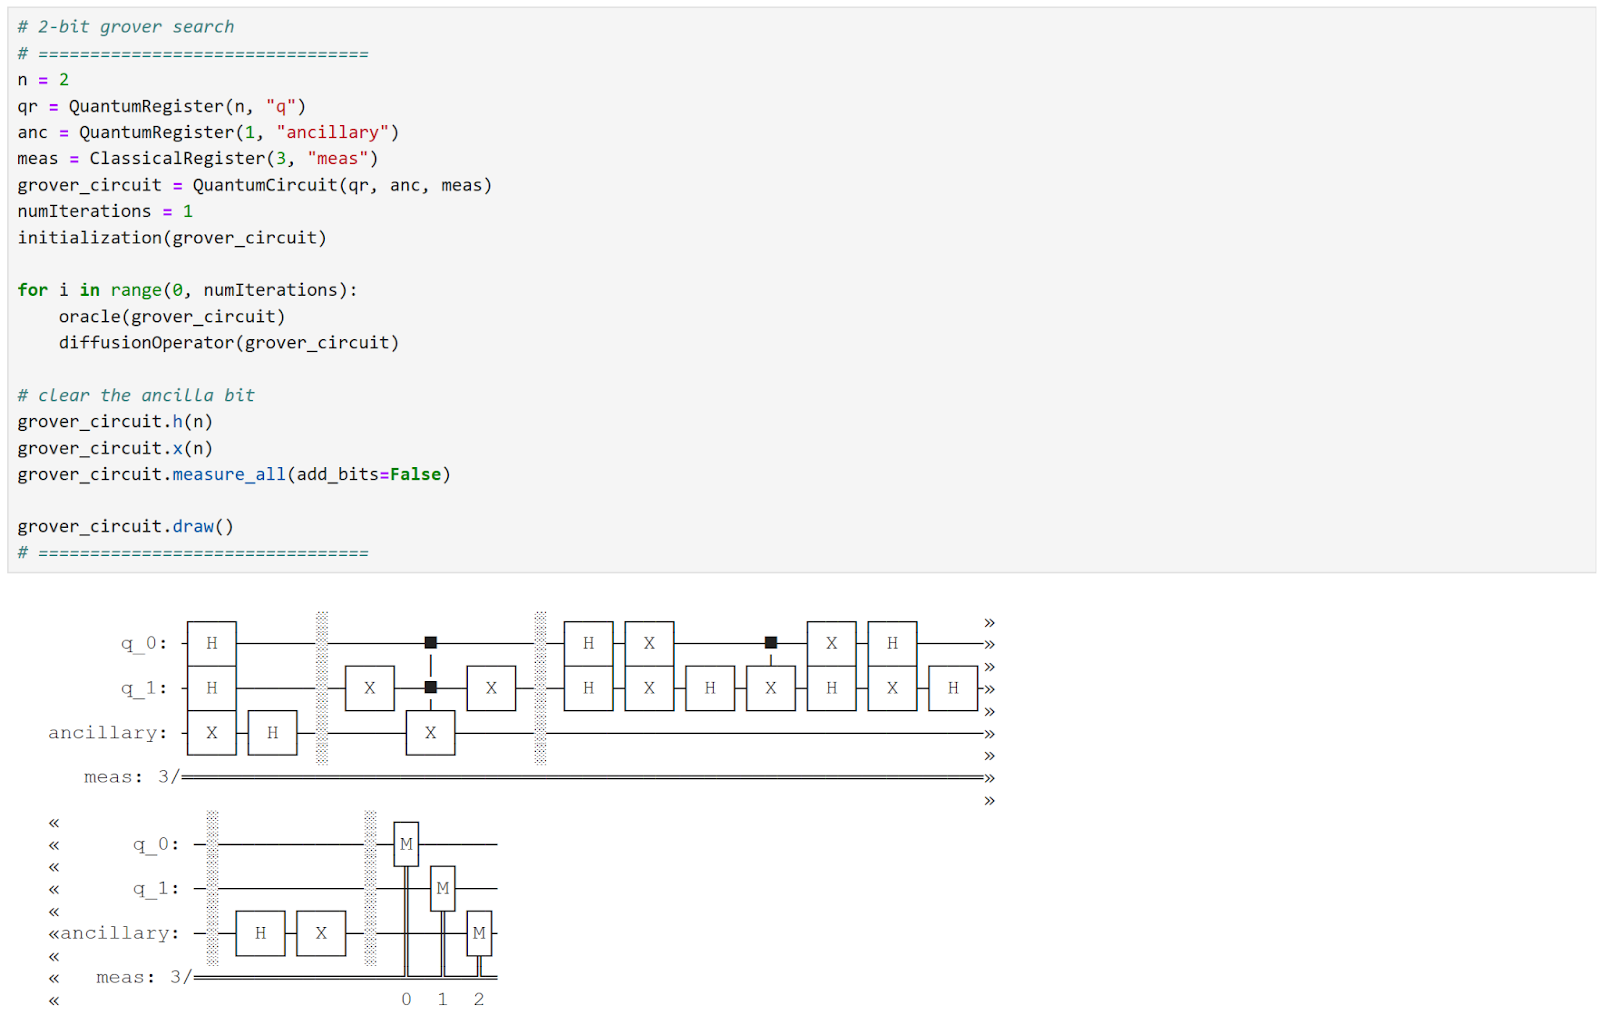 # 2-bit grover search
# ================================
n = 2
qr = QuantumRegister(n, "q")
anc = QuantumRegister(1, "ancillary")
meas = ClassicalRegister(3, "meas")
grover_circuit = QuantumCircuit(qr, anc, meas)
numIterations = 1
initialization(grover_circuit)
for i in range(0, numIterations):
    oracle(grover_circuit)
    diffusionOperator(grover_circuit)
# clear the ancilla bit
grover_circuit.h(n)
grover_circuit.x(n)
grover_circuit.measure_all(add_bits=False)
grover_circuit.draw()
# ================================
»
q_0: H H X X H »
»
q_1: H X X H X H X H X H »
»
ancillary: X H X »
»
meas: 3/ »
»
«
« q_0: M
«
« q_1: M
«
«ancillary: H X M
«
« meas: 3/
« 0 1 2